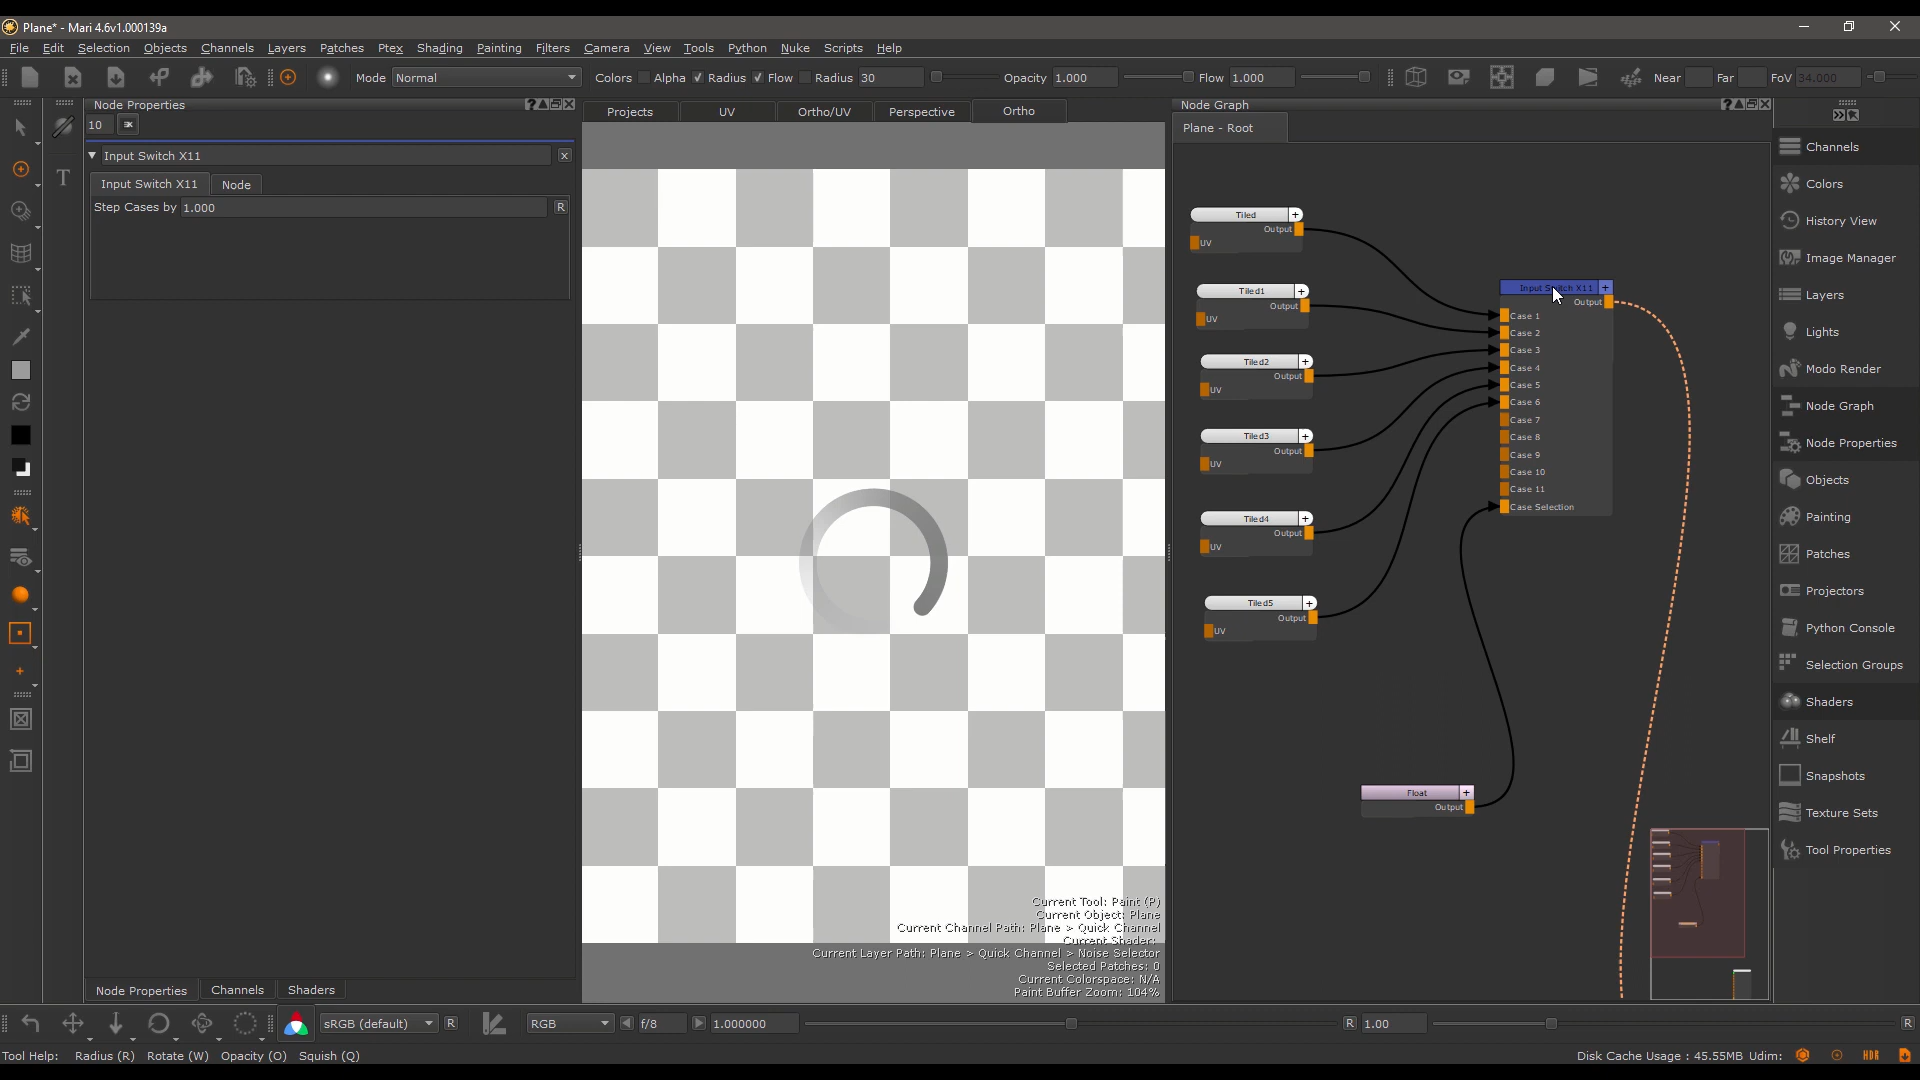 Plane* - Mari 4.6v1.000139a
File Edit Selection Objects Channels Layers Patches Ptex Shading Painting Filters Camera View Tools Python Nuke Scripts Help
Mode Normal Colors Alpha Radius Flow Radius 30 Opacity 1.000 Flow 1.000 Near Far FoV 34.000
Node Properties
10
Input Switch X11
Input Switch X11 Node
Step Cases by 1.000 R
Projects UV Ortho/UV Perspective Ortho
Node Graph
Plane - Root
Tiled
Output
UV
Tiled1
Output
UV
Tiled2
Output
UV
Tiled3
Output
UV
Tiled4
Output
UV
Tiled5
Output
UV
Input Switch X11
Output
Case 1
Case 2
Case 3
Case 4
Case 5
Case 6
Case 7
Case 8
Case 9
Case 10
Case 11
Case Selection
Float
Output
Channels
Colors
History View
Image Manager
Layers
Lights
Modo Render
Node Graph
Node Properties
Objects
Painting
Patches
Projectors
Python Console
Selection Groups
Shaders
Shelf
Snapshots
Texture Sets
Tool Properties
Current Tool: Paint (P)
Current Object: Plane
Current Channel Path: Plane > Quick Channel
Current Shader:
Current Layer Path: Plane > Quick Channel > Noise Selector
Selected Patches: 0
Current Colorspace: N/A
Paint Buffer Zoom: 104%
Node Properties Channels Shaders
sRGB (default) R RGB f/8 1.000000 R 1.00 R
Tool Help: Radius (R) Rotate (W) Opacity (O) Squish (Q)
Disk Cache Usage : 45.55MB Udim: HDR